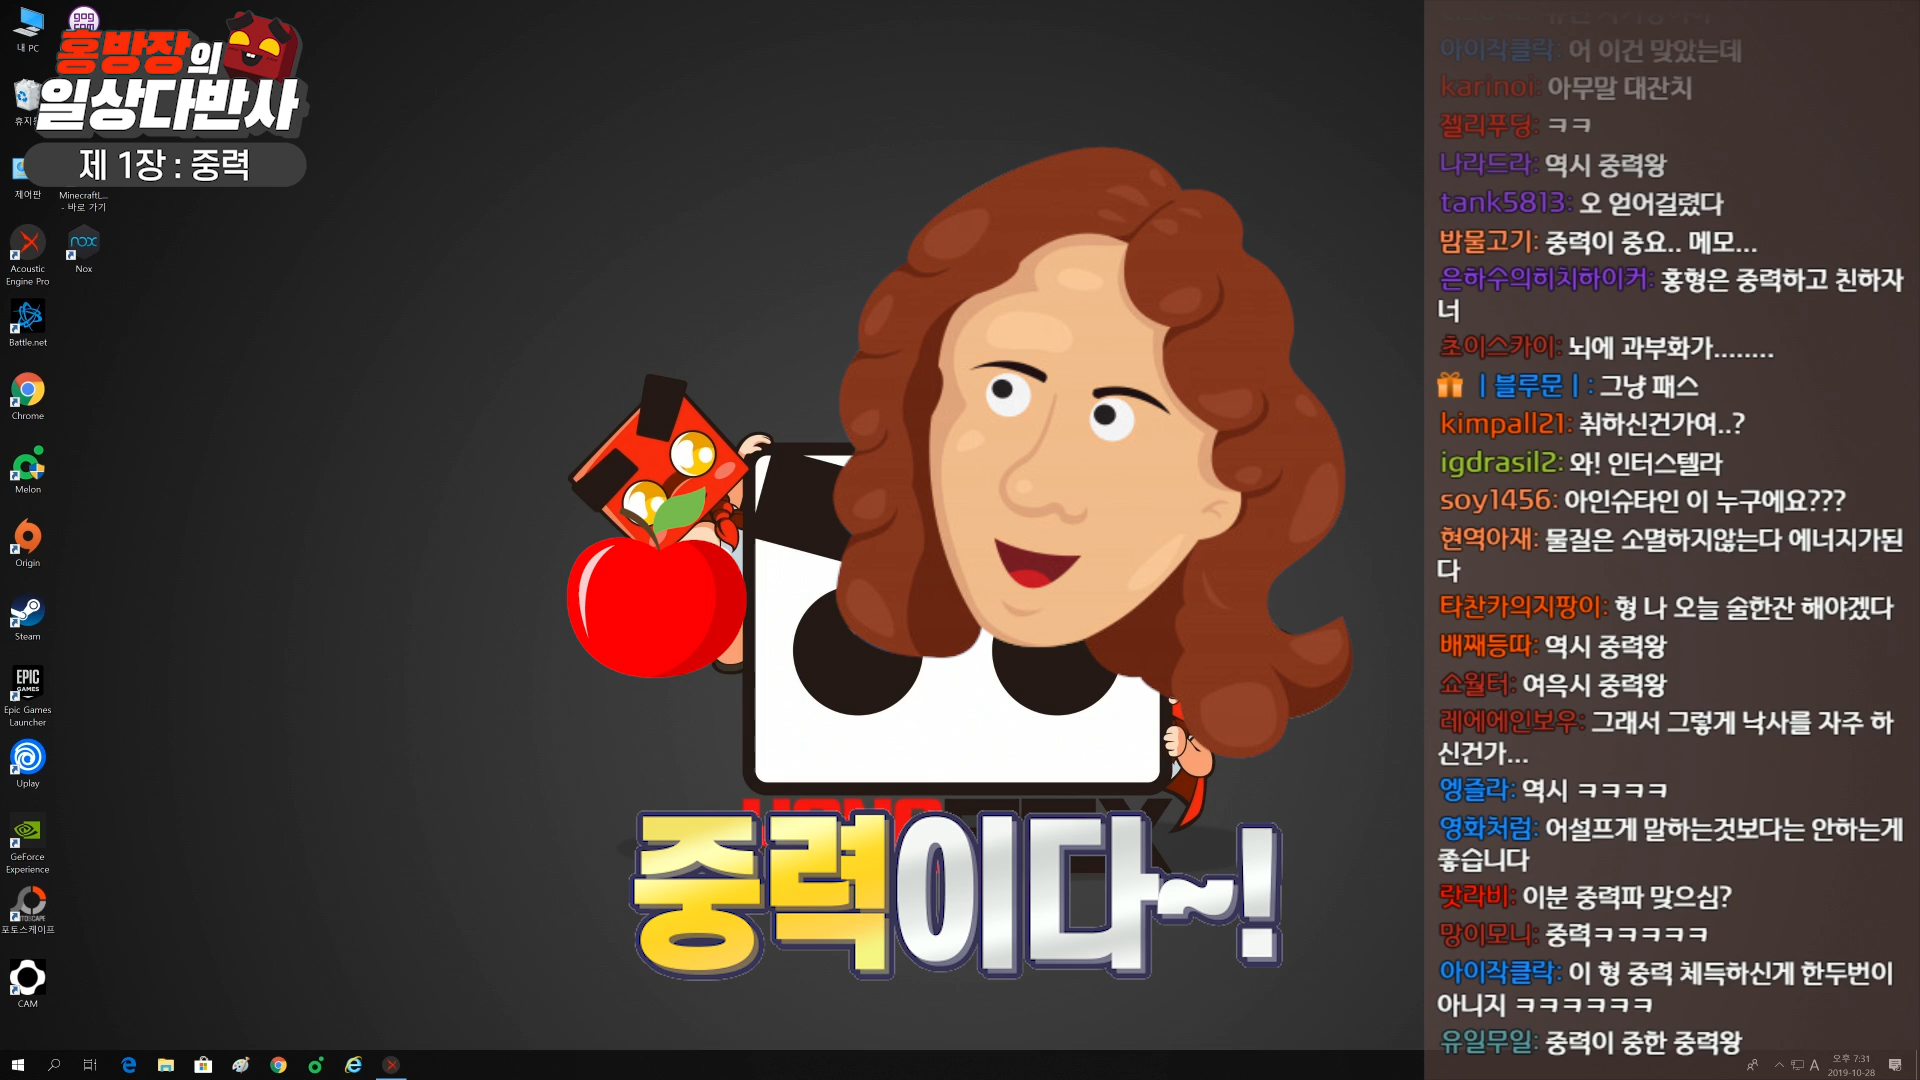 gog
com
내 PC
홍방장의
일상다반사
제 1장 : 중력
제어판
MinecraftL...
- 바로 가기
Acoustic
Engine Pro
nox
Nox
Battle.net
Chrome
Melon
Origin
Steam
EPIC
GAMES
Epic Games
Launcher
Uplay
GeForce
Experience
포토스케이프
CAM
중력이다~!
아이작클락: 어 이건 맞았는데
karinoi: 아무말 대잔치
젤리푸딩: ㅋㅋ
나라드라: 역시 중력왕
tank5813: 오 얻어걸렸다
밤물고기: 중력이 중요.. 메모...
은하수의히치하이커: 홍형은 중력하고 친하자
너
초이스카이: 뇌에 과부화가........
ㅣ블루문ㅣ: 그냥 패스
kimpall21: 취하신건가여..?
igdrasil2: 와! 인터스텔라
soy1456: 아인슈타인 이 누구에요???
현역아재: 물질은 소멸하지않는다 에너지가된
다
타찬카의지팡이: 형 나 오늘 술한잔 해야겠다
배째등따: 역시 중력왕
쇼월터: 여윽시 중력왕
레에에인보우: 그래서 그렇게 낙사를 자주 하
신건가...
엥즐라: 역시 ㅋㅋㅋㅋ
영화처럼: 어설프게 말하는것보다는 안하는게
좋습니다
랏라비: 이분 중력파 맞으심?
망이모니: 중력ㅋㅋㅋㅋㅋ
아이작클락: 이 형 중력 체득하신게 한두번이
아니지 ㅋㅋㅋㅋㅋㅋ
유일무일: 중력이 중한 중력왕
A
오후 7:31
2019-10-28